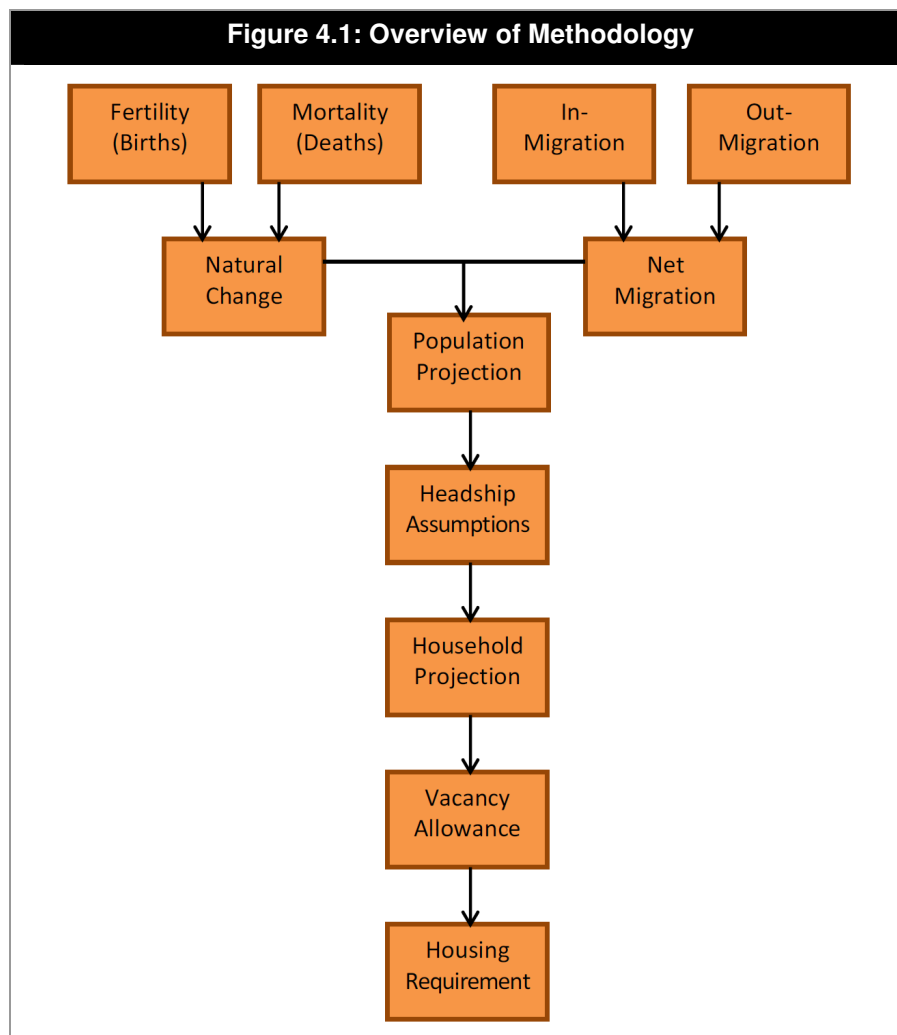 Figure 4.1: Overview of Methodology
Fertility
(Births)
Mortality
(Deaths)
In-
Migration
Out-
Migration
Natural
Change
Net
Migration
Population
Projection
Headship
Assumptions
Household
Projection
Vacancy
Allowance
Housing
Requirement